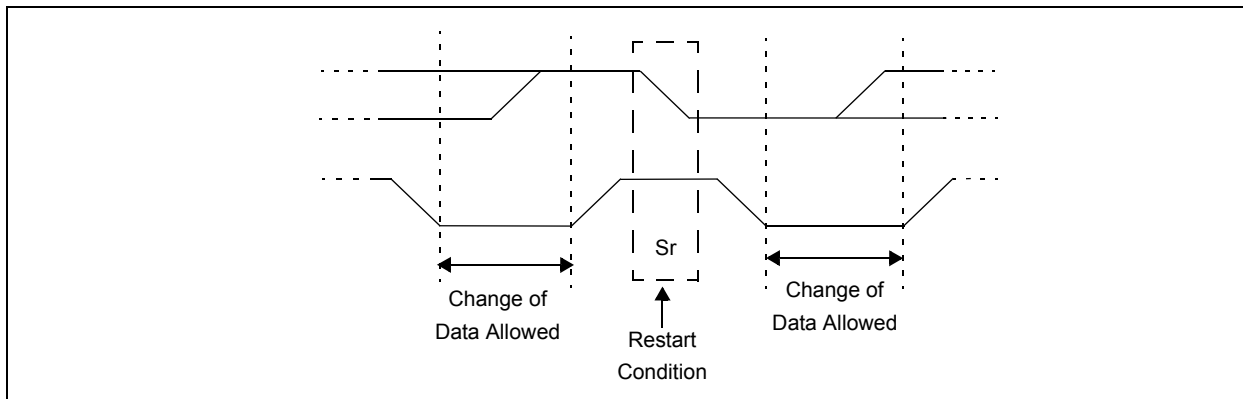 Sr
Change of
Data Allowed
Restart
Condition
Change of
Data Allowed